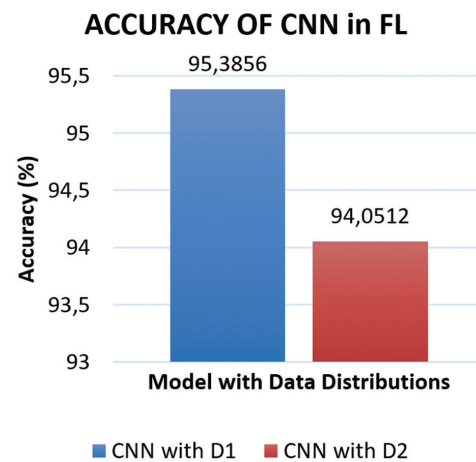 ACCURACY OF CNN in FL
95,3856
95,5
95
94,5
94,0512
94
93,5
93
Accuracy (%)
Model with Data Distributions
CNN with D1 CNN with D2